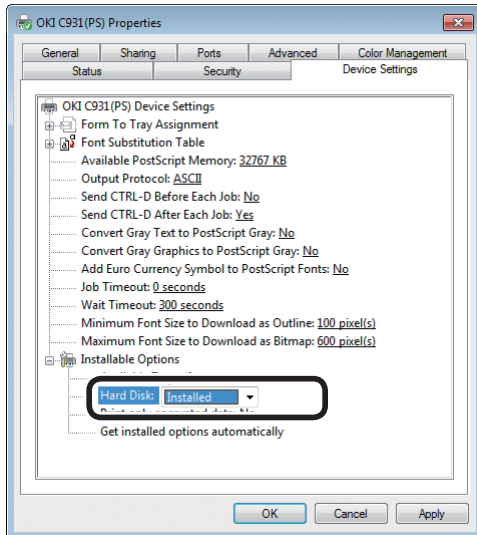 OKI C931(PS) Properties
General Sharing Ports Advanced Color Management
Status Security Device Settings
OKI C931(PS) Device Settings
Form To Tray Assignment
Font Substitution Table
Available PostScript Memory: 32767 KB
Output Protocol: ASCII
Send CTRL-D Before Each Job: No
Send CTRL-D After Each Job: Yes
Convert Gray Text to PostScript Gray: No
Convert Gray Graphics to PostScript Gray: No
Add Euro Currency Symbol to PostScript Fonts: No
Job Timeout: 0 seconds
Wait Timeout: 300 seconds
Minimum Font Size to Download as Outline: 100 pixel(s)
Maximum Font Size to Download as Bitmap: 600 pixel(s)
Installable Options
Hard Disk: Installed
Print only encrypted data: No
Get installed options automatically
OK Cancel Apply